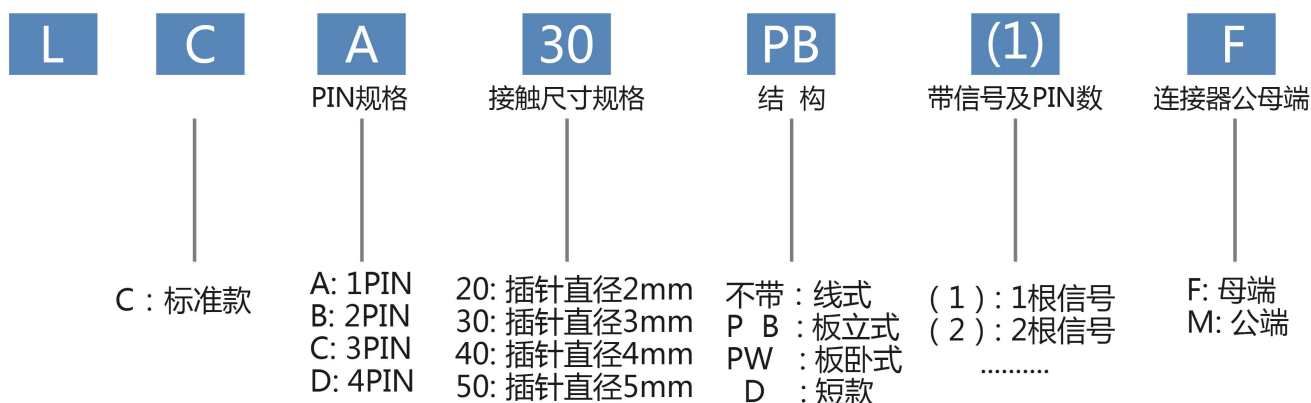 L C A 30 PB (1) F
PIN规格 接触尺寸规格 结 构 带信号及PIN数 连接器公母端
C：标准款
A: 1PIN
B: 2PIN
C: 3PIN
D: 4PIN
20: 插针直径2mm
30: 插针直径3mm
40: 插针直径4mm
50: 插针直径5mm
不带：线式
P B：板立式
PW ：板卧式
D ：短款
（1）: 1根信号
（2）: 2根信号
..........
F: 母端
M: 公端